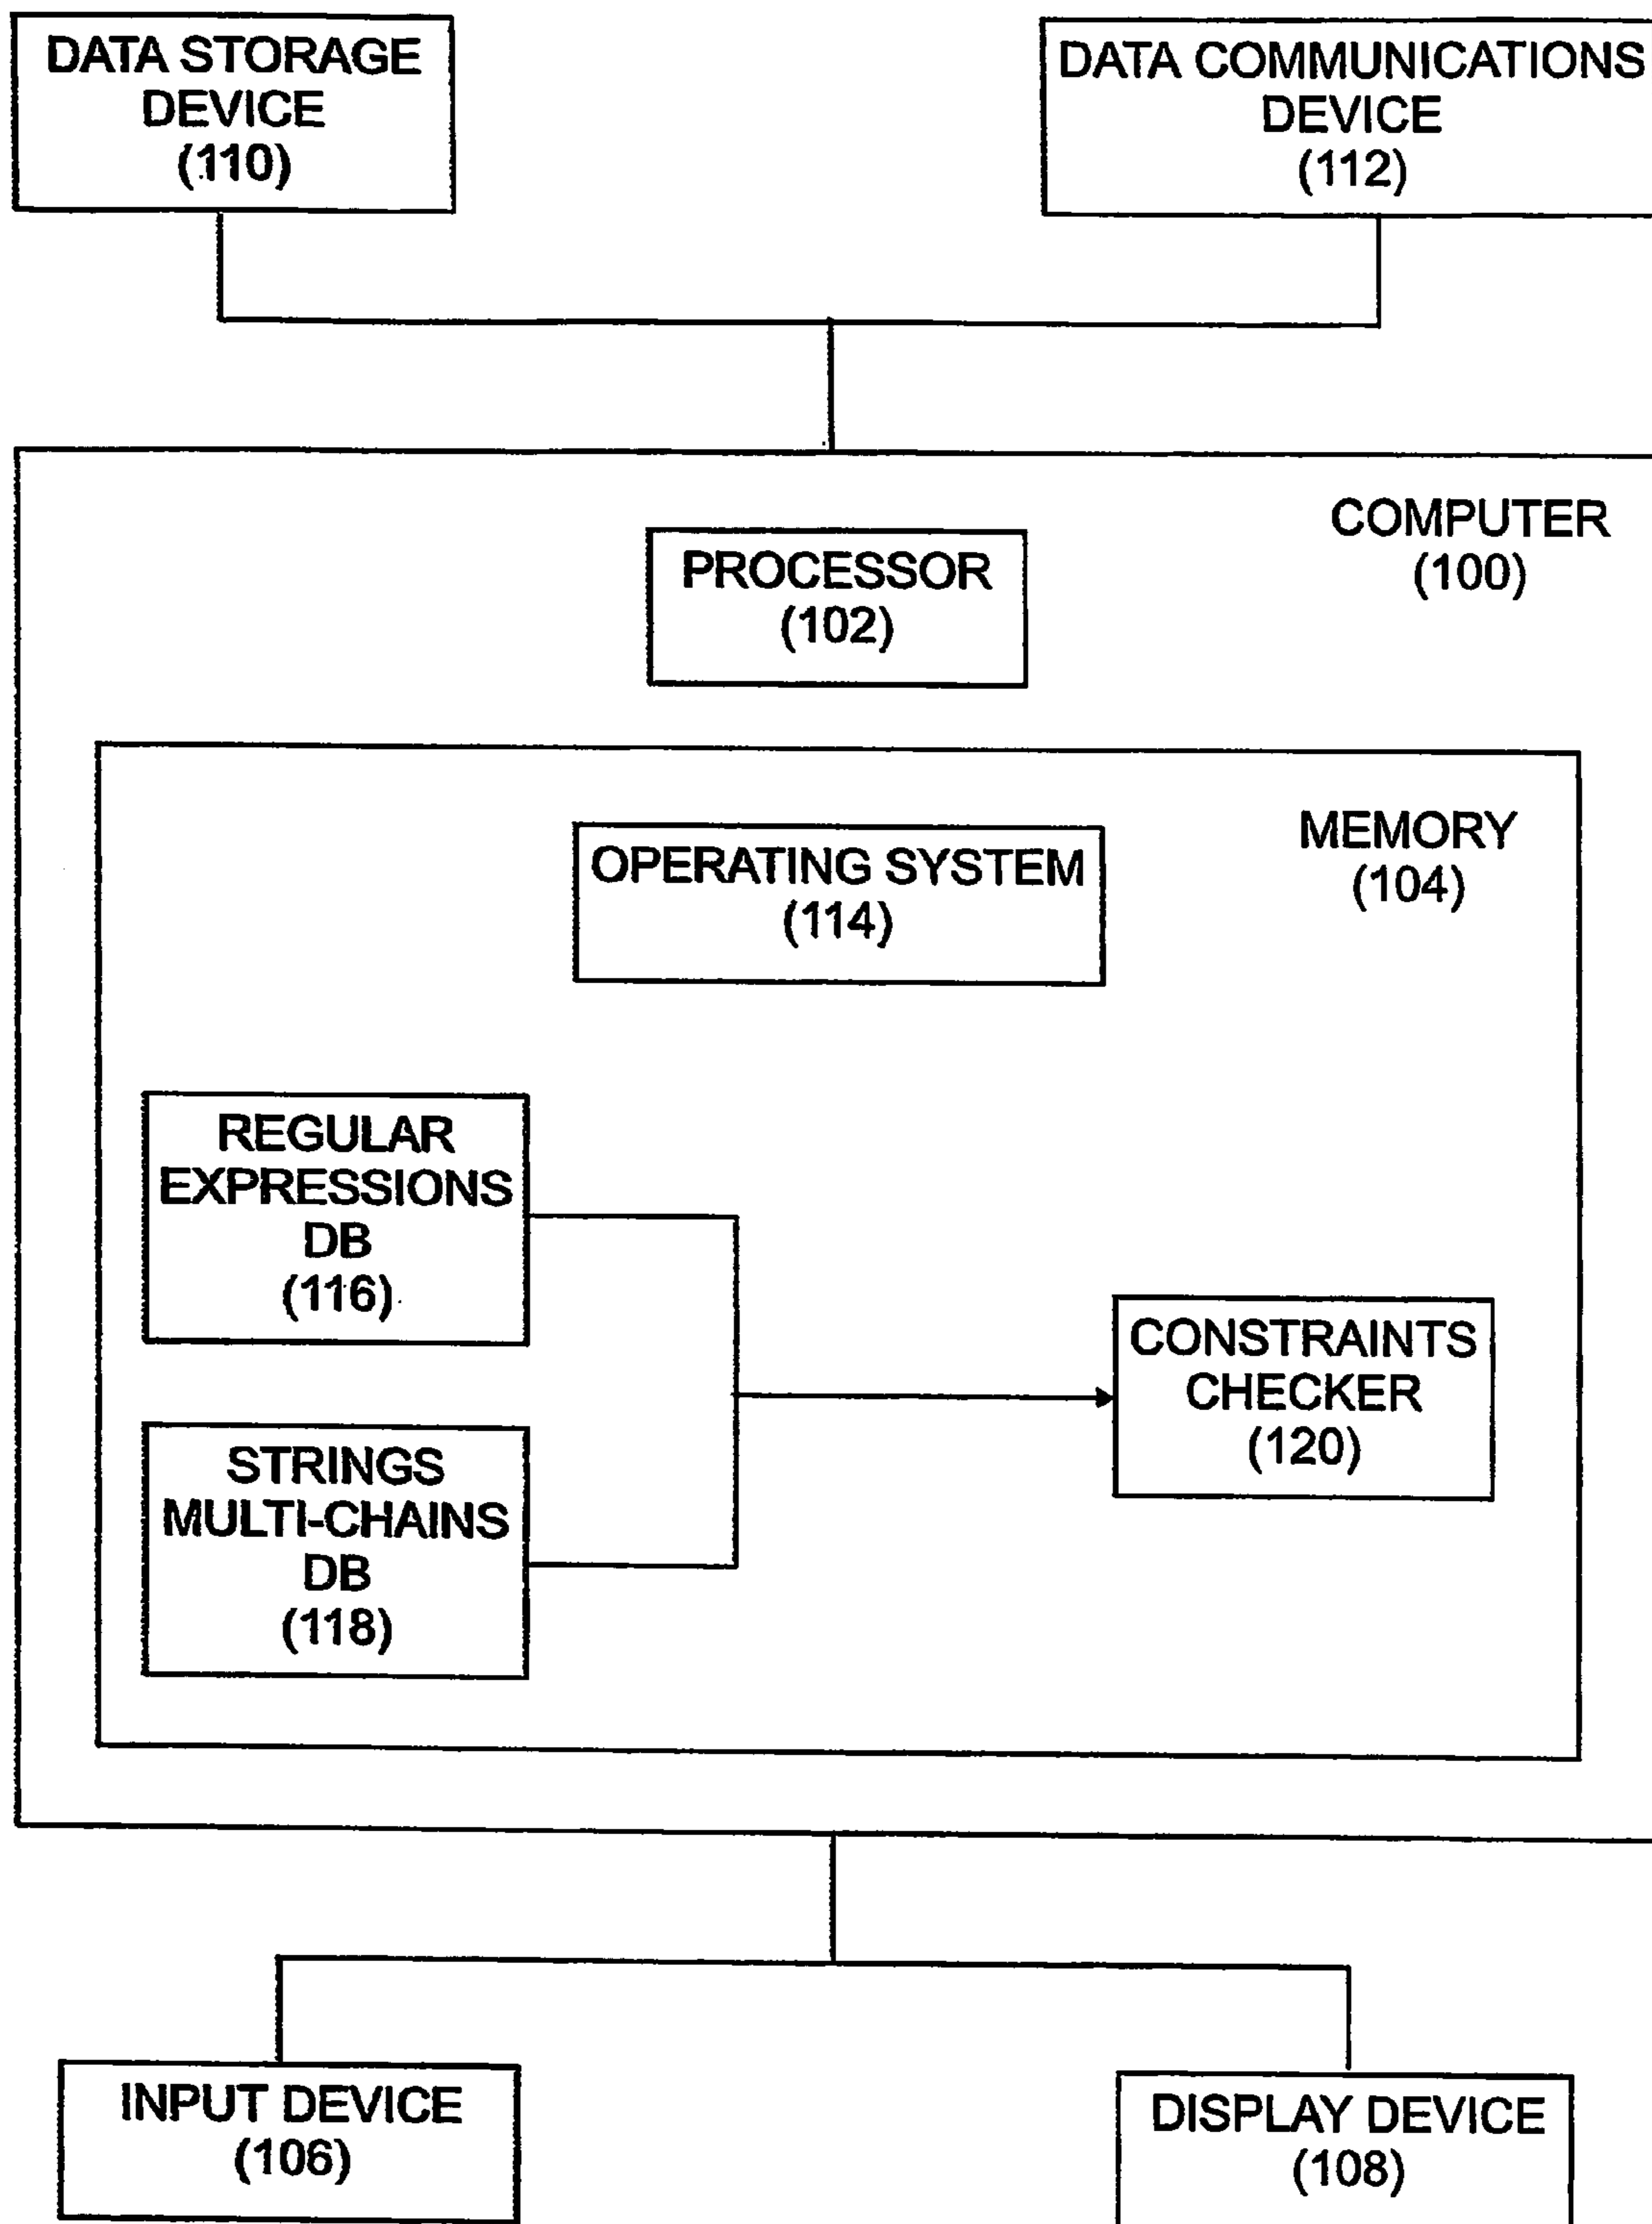 DATA STORAGE
DEVICE
(110)
DATA COMMUNICATIONS
DEVICE
(112)
COMPUTER
(100)
PROCESSOR
(102)
MEMORY
(104)
OPERATING SYSTEM
(114)
REGULAR
EXPRESSIONS
DB
(116)
CONSTRAINTS
CHECKER
(120)
STRINGS
MULTI-CHAINS
DB
(118)
INPUT DEVICE
(106)
DISPLAY DEVICE
(108)